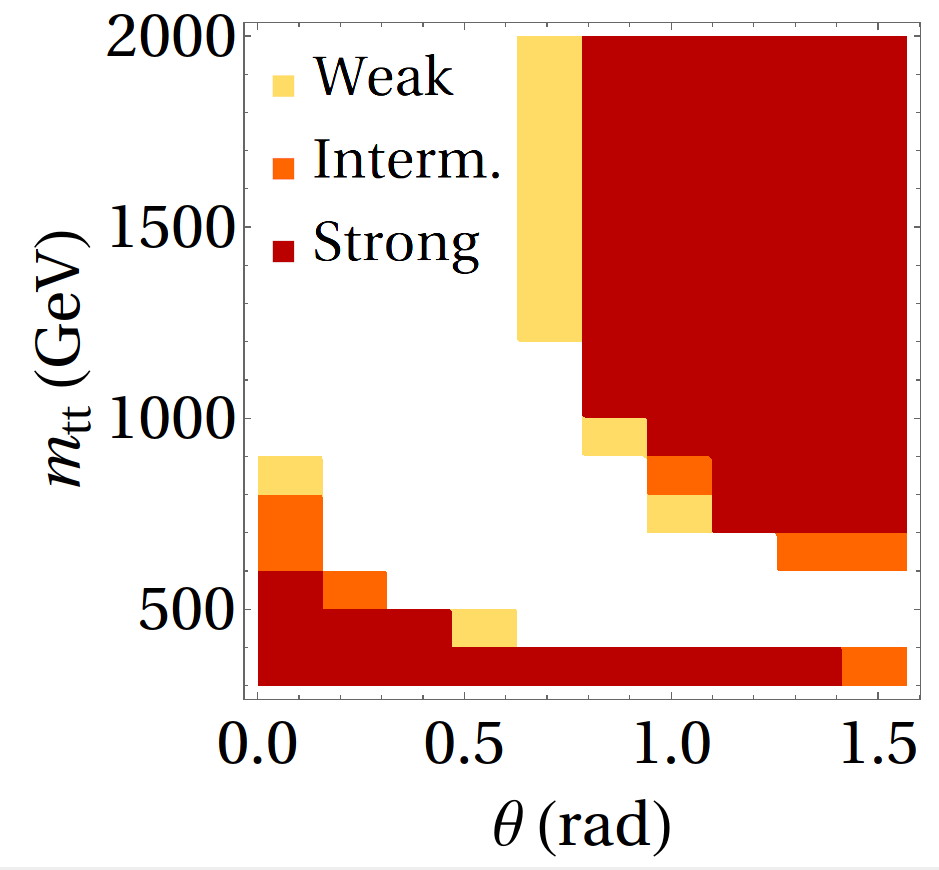 2000
Weak
Interm.
1500
Strong
1000
500
m_tt (GeV)
0.0 0.5 1.0 1.5
θ (rad)